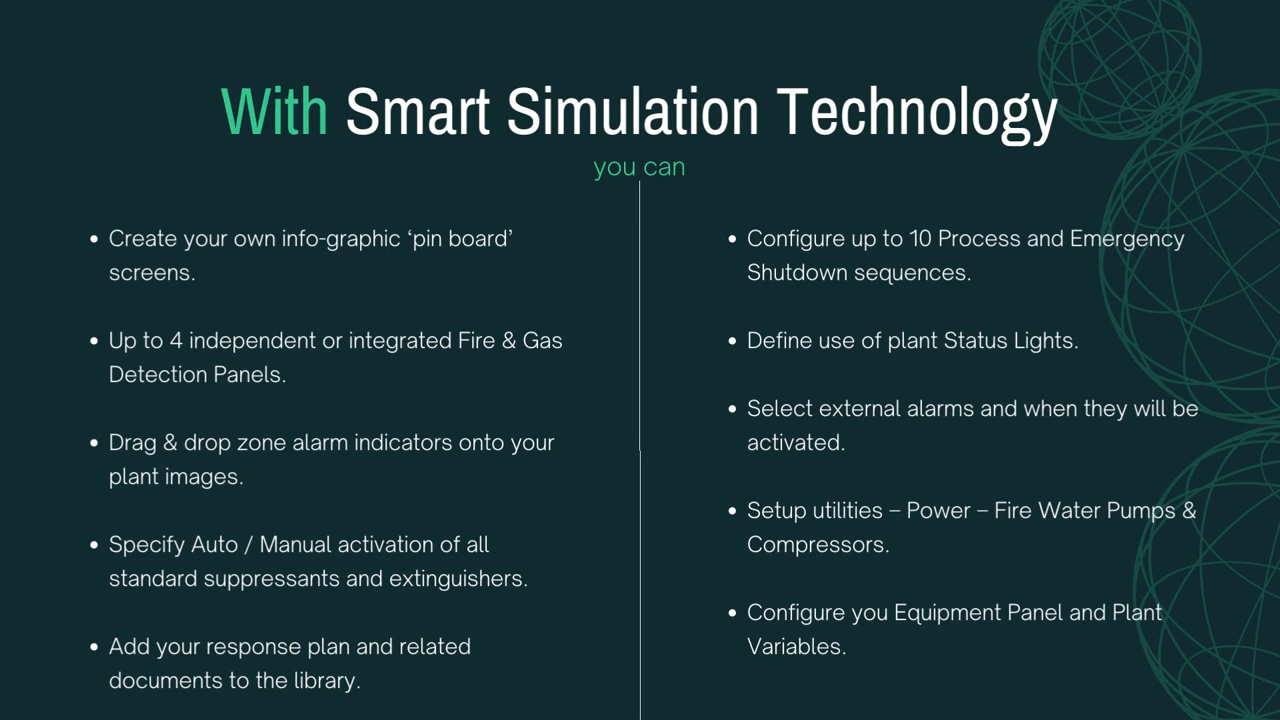 With Smart Simulation Technology
you can
• Create your own info-graphic ‘pin board’
screens.
• Up to 4 independent or integrated Fire & Gas
Detection Panels.
• Drag & drop zone alarm indicators onto your
plant images.
• Specify Auto / Manual activation of all
standard suppressants and extinguishers.
• Add your response plan and related
documents to the library.
• Configure up to 10 Process and Emergency
Shutdown sequences.
• Define use of plant Status Lights.
• Select external alarms and when they will be
activated.
• Setup utilities – Power – Fire Water Pumps &
Compressors.
• Configure you Equipment Panel and Plant
Variables.